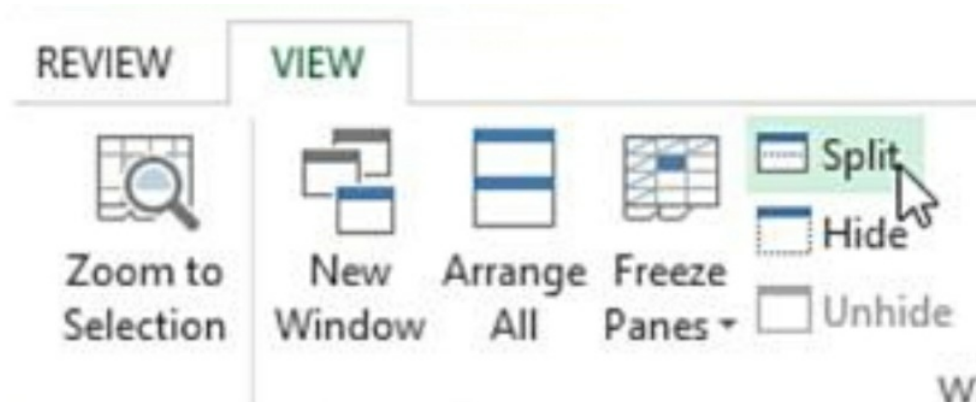 REVIEW VIEW
Zoom to
Selection
New
Window
Arrange
All
Freeze
Panes
Split
Hide
Unhide
W